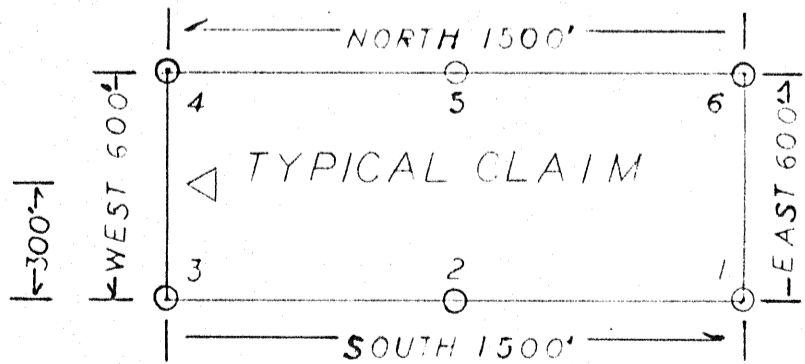 NORTH 1500'
4 5 6
WEST 600'
EAST 600'
TYPICAL CLAIM
300'
3 2 1
SOUTH 1500'